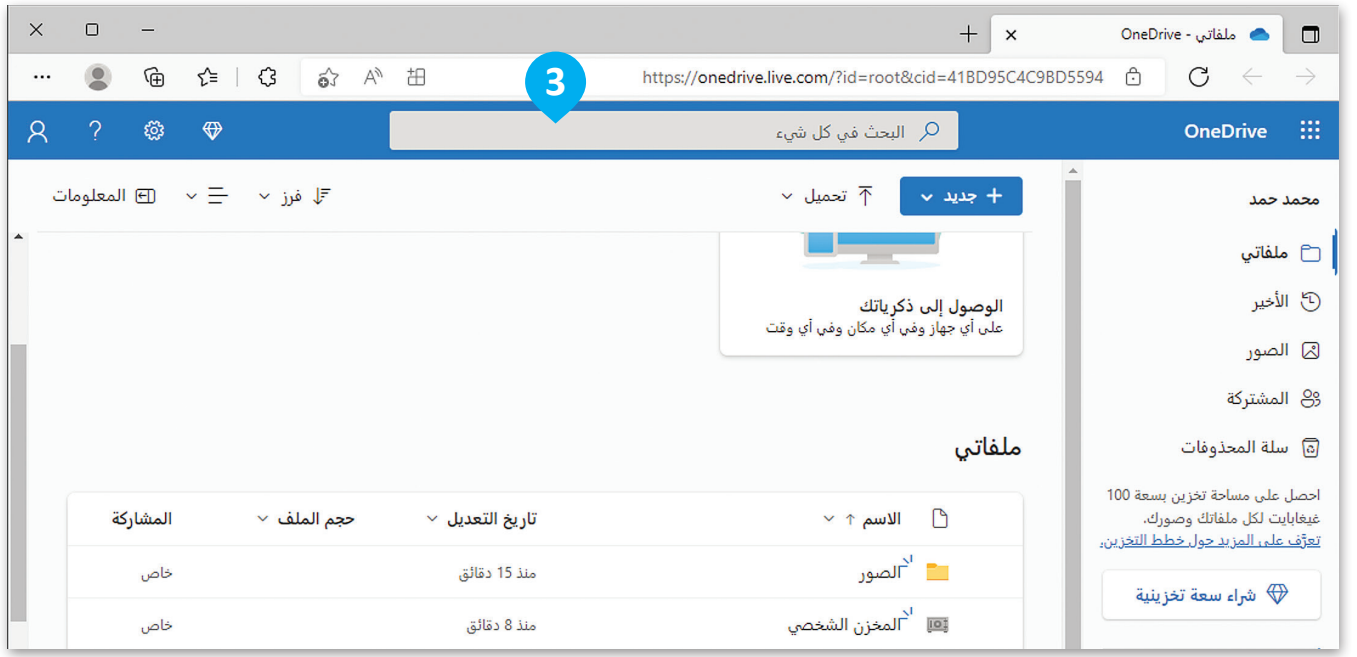 ملفاتي - OneDrive
https://onedrive.live.com/?id=root&cid=41BD95C4C9BD5594
3
OneDrive
البحث في كل شيء
?
محمد حمد
ملفاتي
الأخير
الصور
المشتركة
سلة المحذوفات
احصل على مساحة تخزين بسعة 100
غيغابايت لكل ملفاتك وصورك.
تعرَّف على المزيد حول خطط التخزين.
شراء سعة تخزينية
+ جديد
تحميل
فرز
المعلومات
الوصول إلى ذكرياتك
على أي جهاز وفي أي مكان وفي أي وقت
ملفاتي
الاسم ↑ تاريخ التعديل حجم الملف المشاركة
الصور منذ 15 دقائق خاص
المخزن الشخصي منذ 8 دقائق خاص